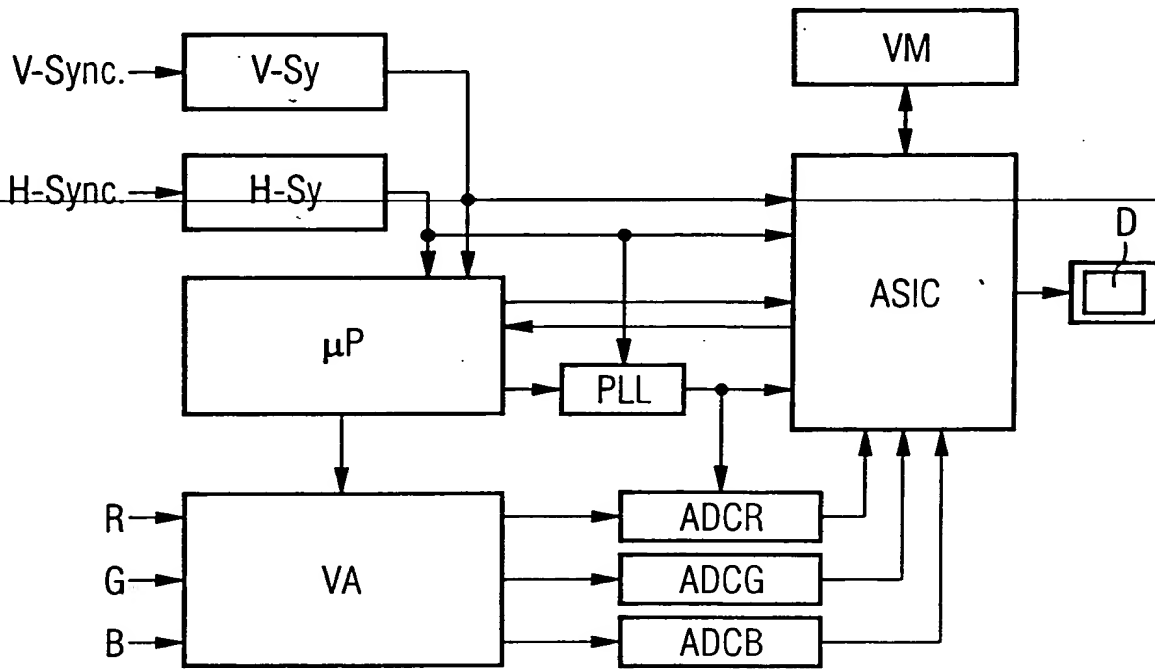 V-Sync.
V-Sy
VM
H-Sync.
H-Sy
D
ASIC
µP
PLL
R
ADCR
G
VA
ADCG
B
ADCB